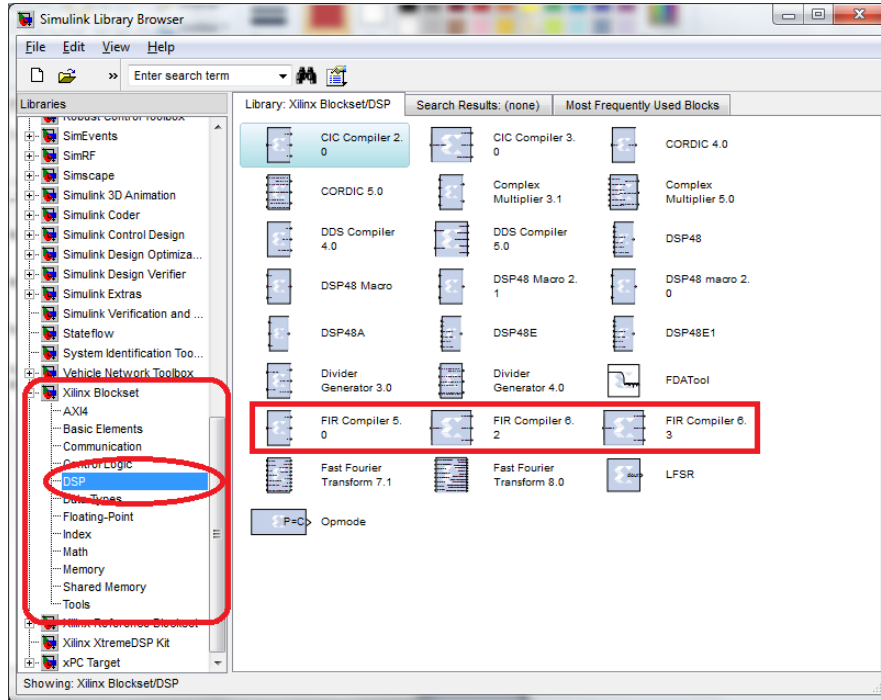 Simulink Library Browser
File Edit View Help
» Enter search term
Libraries
Library: Xilinx Blockset/DSP Search Results: (none) Most Frequently Used Blocks
Robust Control Toolbox
SimEvents
SimRF
Simscape
Simulink 3D Animation
Simulink Coder
Simulink Control Design
Simulink Design Optimiza...
Simulink Design Verifier
Simulink Extras
Simulink Verification and ...
Stateflow
System Identification Too...
Vehicle Network Toolbox
Xilinx Blockset
AXI4
Basic Elements
Communication
Control Logic
DSP
Data Types
Floating-Point
Index
Math
Memory
Shared Memory
Tools
Xilinx Reference Blockset
Xilinx XtremeDSP Kit
xPC Target
CIC Compiler 2.
0
CIC Compiler 3.
0
CORDIC 4.0
CORDIC 5.0
Complex
Multiplier 3.1
Complex
Multiplier 5.0
DDS Compiler
4.0
DDS Compiler
5.0
DSP48
DSP48 Macro
DSP48 Macro 2.
1
DSP48 macro 2.
0
DSP48A
DSP48E
DSP48E1
Divider
Generator 3.0
Divider
Generator 4.0
FDATool
FIR Compiler 5.
0
FIR Compiler 6.
2
FIR Compiler 6.
3
Fast Fourier
Transform 7.1
Fast Fourier
Transform 8.0
LFSR
P=C
Opmode
Showing: Xilinx Blockset/DSP